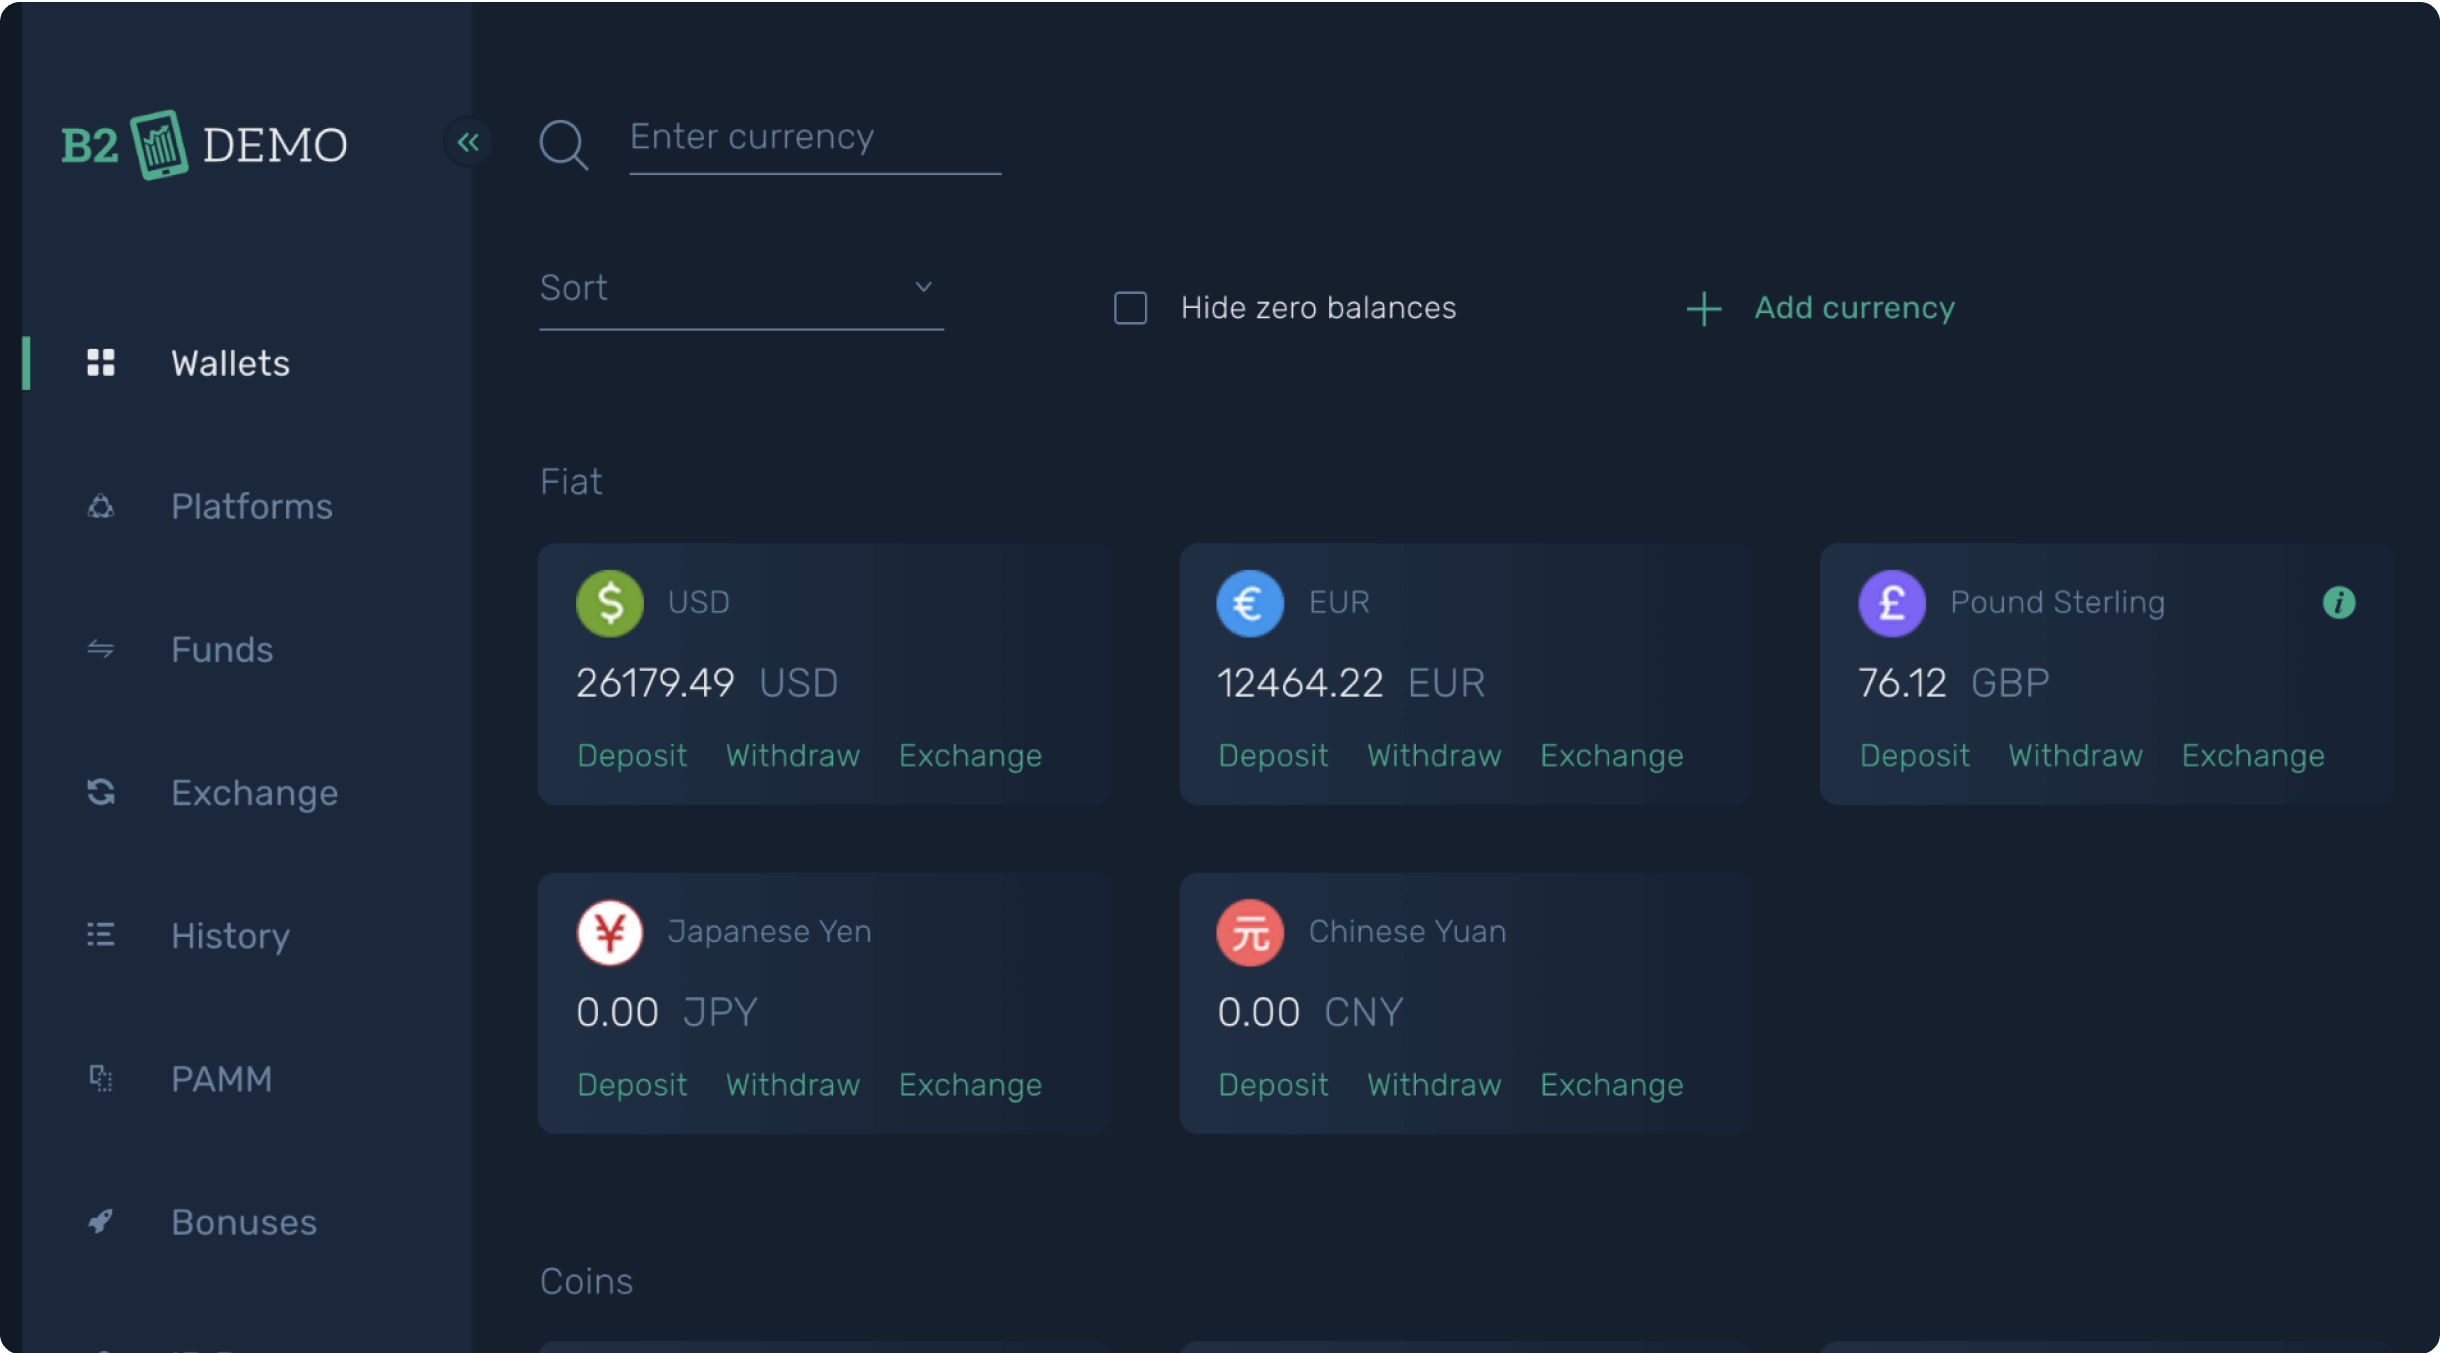 B2 DEMO
Enter currency
Sort
Hide zero balances
Add currency
Wallets
Platforms
Funds
Exchange
History
PAMM
Bonuses
Fiat
$ USD
26179.49 USD
Deposit Withdraw Exchange
€ EUR
12464.22 EUR
Deposit Withdraw Exchange
£ Pound Sterling i
76.12 GBP
Deposit Withdraw Exchange
¥ Japanese Yen
0.00 JPY
Deposit Withdraw Exchange
元 Chinese Yuan
0.00 CNY
Deposit Withdraw Exchange
Coins